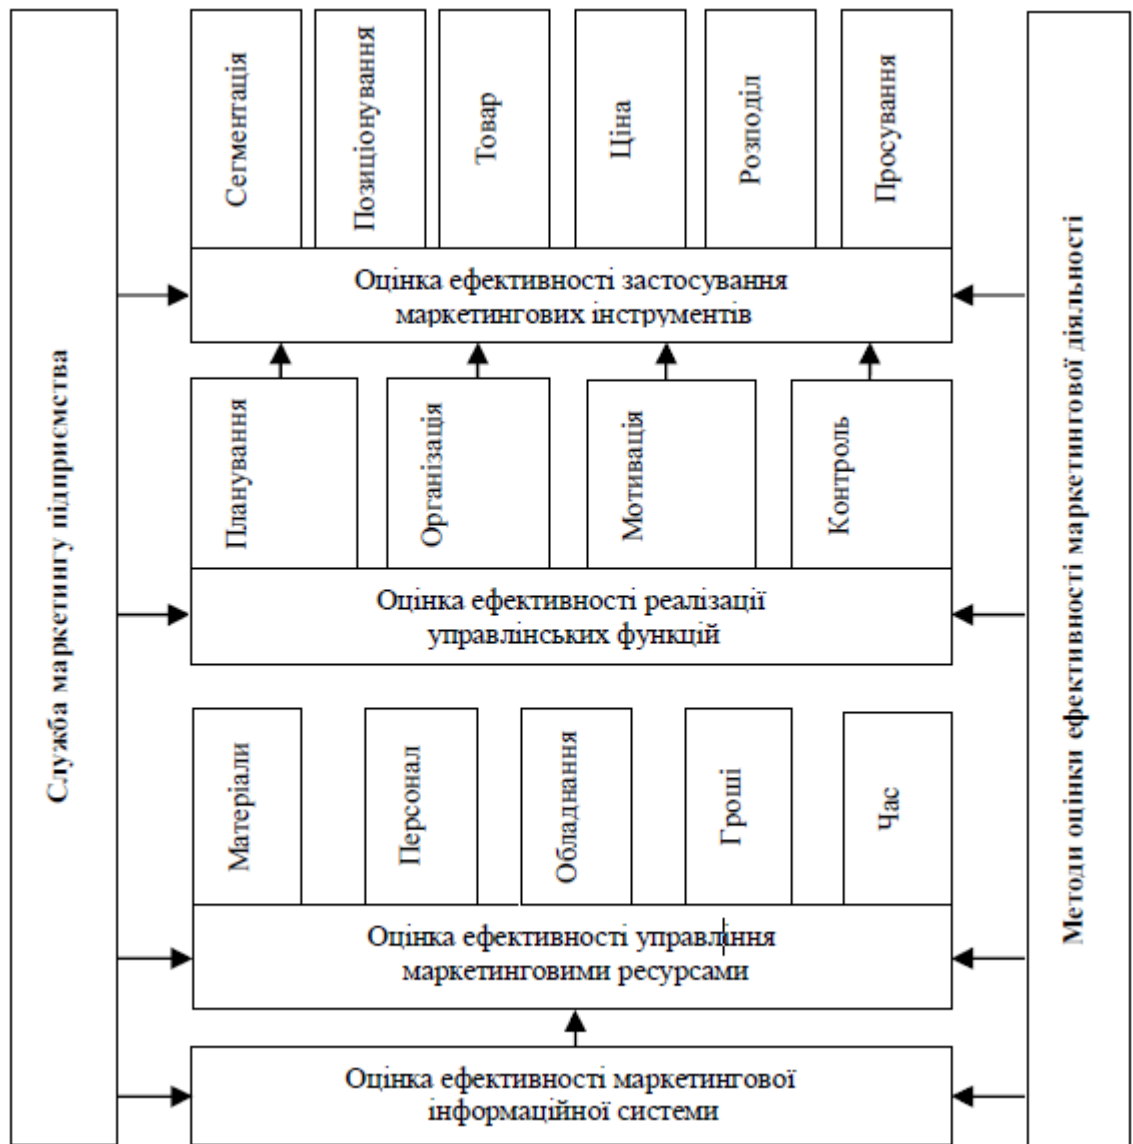 Служба маркетингу підприємства
Сегментація
Позиціонування
Товар
Ціна
Розподіл
Просування
Оцінка ефективності застосування
маркетингових інструментів
Планування
Організація
Мотивація
Контроль
Оцінка ефективності реалізації
управлінських функцій
Матеріали
Персонал
Обладнання
Гроші
Час
Оцінка ефективності управління
маркетинговими ресурсами
Оцінка ефективності маркетингової
інформаційної системи
Методи оцінки ефективності маркетингової діяльності